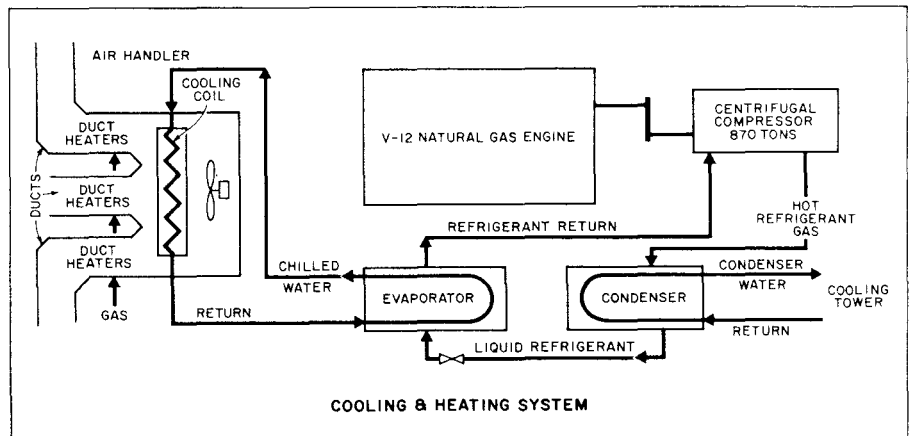 AIR HANDLER
COOLING
COIL
DUCT
HEATERS
DUCTS
DUCT
HEATERS
DUCT
HEATERS
GAS
RETURN
CHILLED
WATER
V-12 NATURAL GAS ENGINE
CENTRIFUGAL
COMPRESSOR
870 TONS
REFRIGERANT RETURN
HOT
REFRIGERANT
GAS
EVAPORATOR
CONDENSER
CONDENSER
WATER
COOLING
TOWER
RETURN
LIQUID REFRIGERANT
COOLING & HEATING SYSTEM